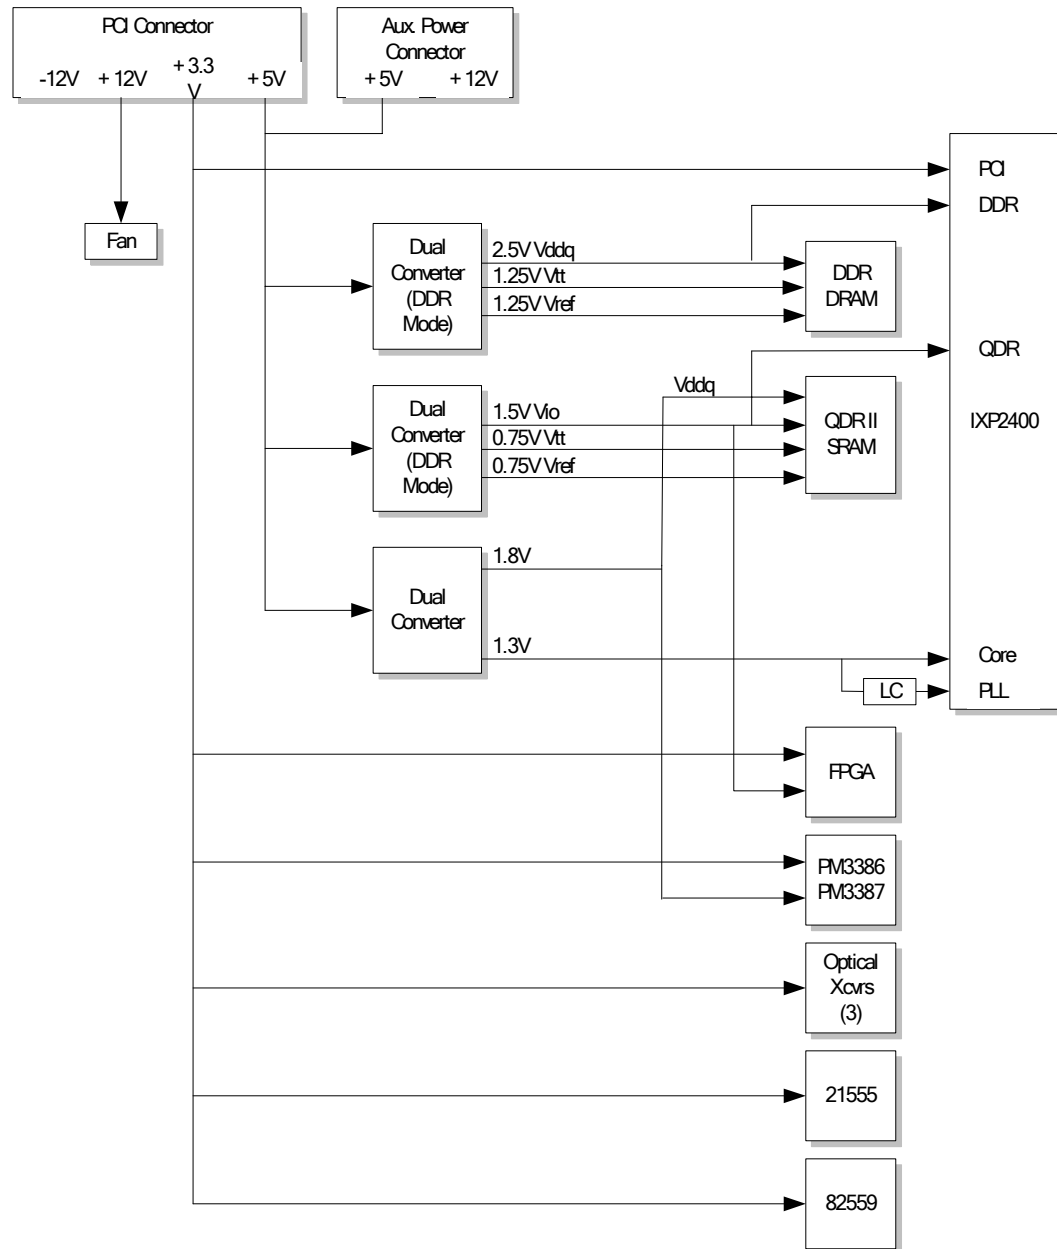 PCI Connector
-12V
+ 12V
+ 3.3
V
+ 5V
Aux. Power
Connector
+ 5V
+ 12V
Fan
PCI
DDR
QDR
IXP2400
Core
PLL
Dual
Converter
(DDR
Mode)
2.5V Vddq
1.25V Vtt
1.25V Vref
DDR
DRAM
Dual
Converter
(DDR
Mode)
Vddq
1.5V Vio
0.75V Vtt
0.75V Vref
QDR II
SRAM
Dual
Converter
1.8V
1.3V
LC
FPGA
PM3386
PM3387
Optical
Xcvrs
(3)
21555
82559